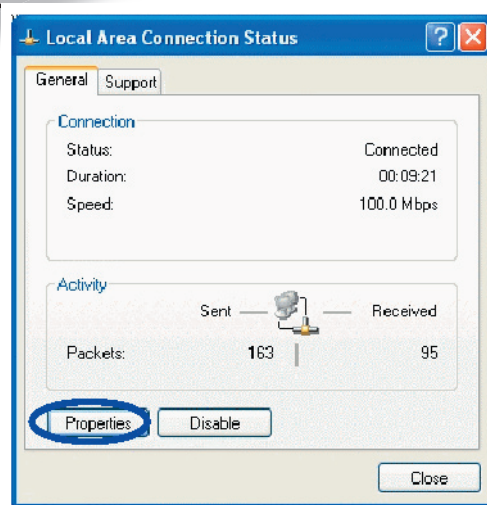 Local Area Connection Status
General Support
Connection
Status: Connected
Duration: 00:09:21
Speed: 100.0 Mbps
Activity
Sent Received
Packets: 163 95
Properties Disable
Close